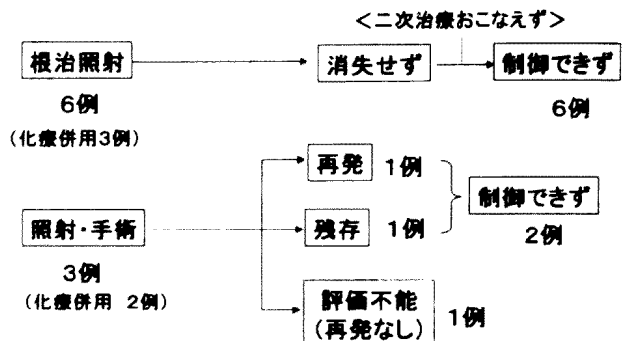 ＜二次治療おこなえず＞
根治照射
消失せず
制御できず
6例
6例
(化療併用3例)
再発 1例
制御できず
照射・手術
残存 1例
2例
3例
(化療併用 2例)
評価不能
(再発なし)
1例